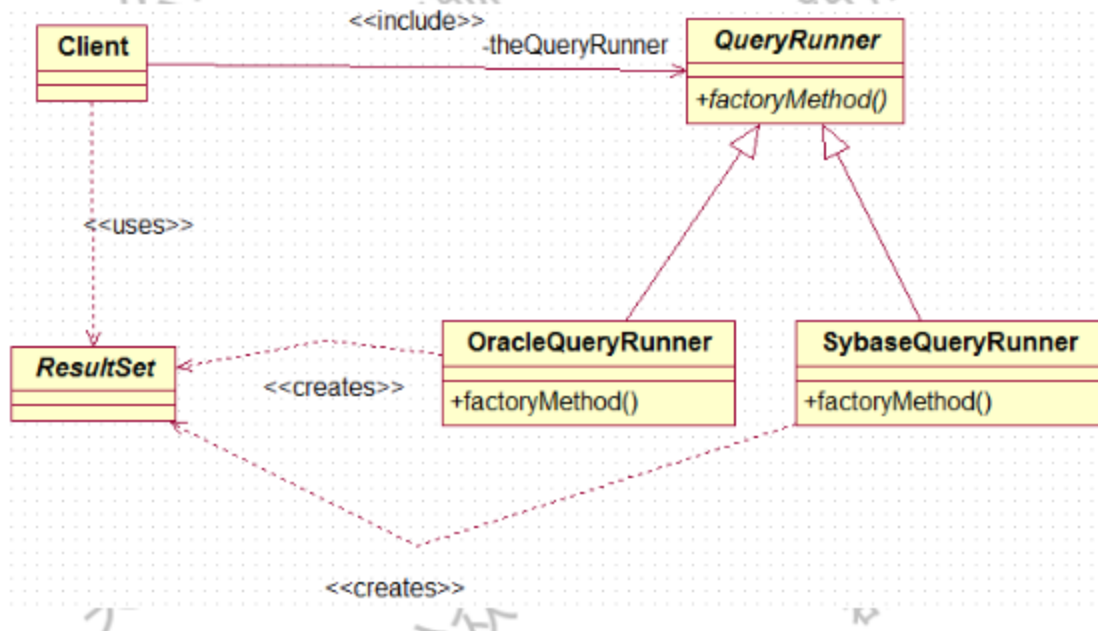 <<include>>
Client
-theQueryRunner
QueryRunner
+factoryMethod()
<<uses>>
ResultSet
<<creates>>
OracleQueryRunner
+factoryMethod()
SybaseQueryRunner
+factoryMethod()
<<creates>>